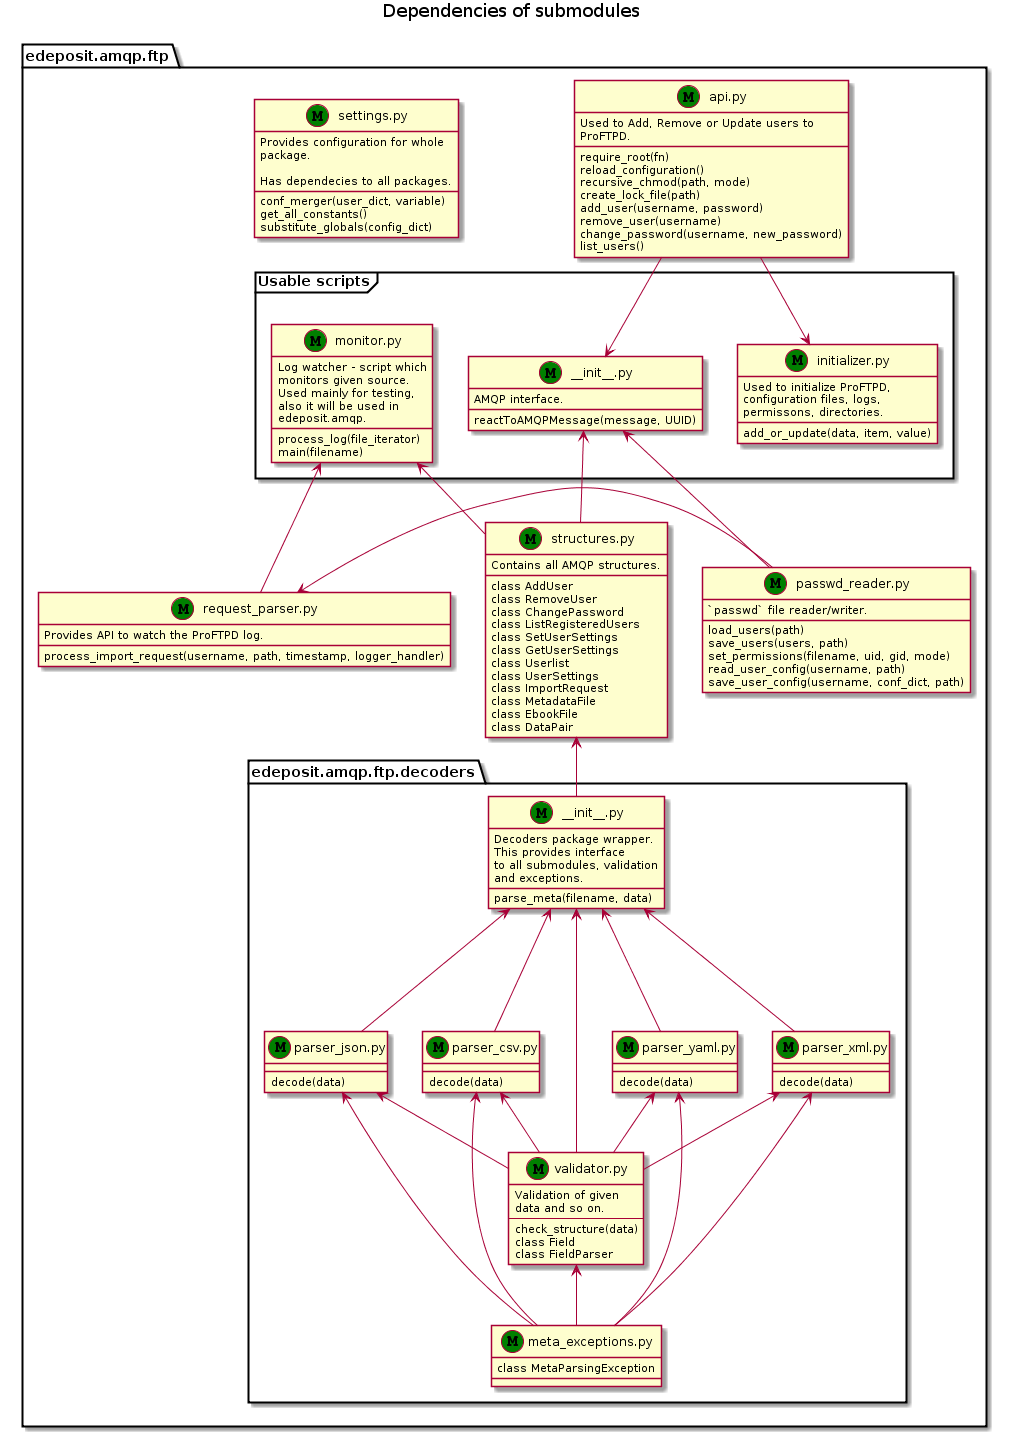 Dependencies of submodules
edeposit.amqp.ftp
M settings.py
Provides configuration for whole
package.
Has dependecies to all packages.
conf_merger(user_dict, variable)
get_all_constants()
substitute_globals(config_dict)
M api.py
Used to Add, Remove or Update users to
ProFTPD.
require_root(fn)
reload_configuration()
recursive_chmod(path, mode)
create_lock_file(path)
add_user(username, password)
remove_user(username)
change_password(username, new_password)
list_users()
Usable scripts
M monitor.py
Log watcher - script which
monitors given source.
Used mainly for testing,
also it will be used in
edeposit.amqp.
process_log(file_iterator)
main(filename)
M __init__.py
AMQP interface.
reactToAMQPMessage(message, UUID)
M initializer.py
Used to initialize ProFTPD,
configuration files, logs,
permissons, directories.
add_or_update(data, item, value)
M request_parser.py
Provides API to watch the ProFTPD log.
process_import_request(username, path, timestamp, logger_handler)
M structures.py
Contains all AMQP structures.
class AddUser
class RemoveUser
class ChangePassword
class ListRegisteredUsers
class SetUserSettings
class GetUserSettings
class Userlist
class UserSettings
class ImportRequest
class MetadataFile
class EbookFile
class DataPair
M passwd_reader.py
`passwd` file reader/writer.
load_users(path)
save_users(users, path)
set_permissions(filename, uid, gid, mode)
read_user_config(username, path)
save_user_config(username, conf_dict, path)
edeposit.amqp.ftp.decoders
M __init__.py
Decoders package wrapper.
This provides interface
to all submodules, validation
and exceptions.
parse_meta(filename, data)
M parser_json.py
decode(data)
M parser_csv.py
decode(data)
M parser_yaml.py
decode(data)
M parser_xml.py
decode(data)
M validator.py
Validation of given
data and so on.
check_structure(data)
class Field
class FieldParser
M meta_exceptions.py
class MetaParsingException